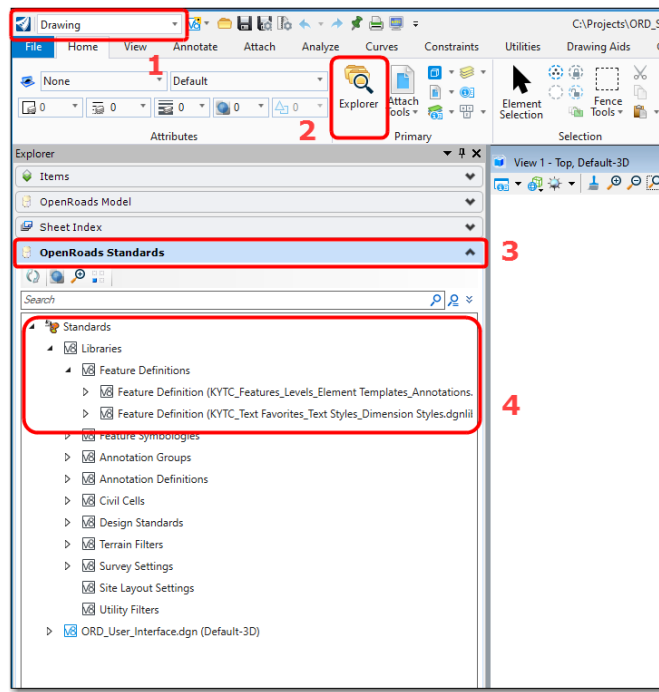 Drawing
C:\Projects\ORD_S
File Home View Annotate Attach Analyze Curves Constraints Utilities Drawing Aids
1
None Default
0 0 0 0 0
Explorer
Attach
Tools
Element
Selection
Fence
Tools
2
Attributes Primary Selection
Explorer
View 1 - Top, Default-3D
Items
OpenRoads Model
Sheet Index
OpenRoads Standards
3
Search
Standards
Libraries
Feature Definitions
Feature Definition (KYTC_Features_Levels_Element Templates_Annotations.
Feature Definition (KYTC_Text Favorites_Text Styles_Dimension Styles.dgnlil
4
Feature Symbologies
Annotation Groups
Annotation Definitions
Civil Cells
Design Standards
Terrain Filters
Survey Settings
Site Layout Settings
Utility Filters
ORD_User_Interface.dgn (Default-3D)